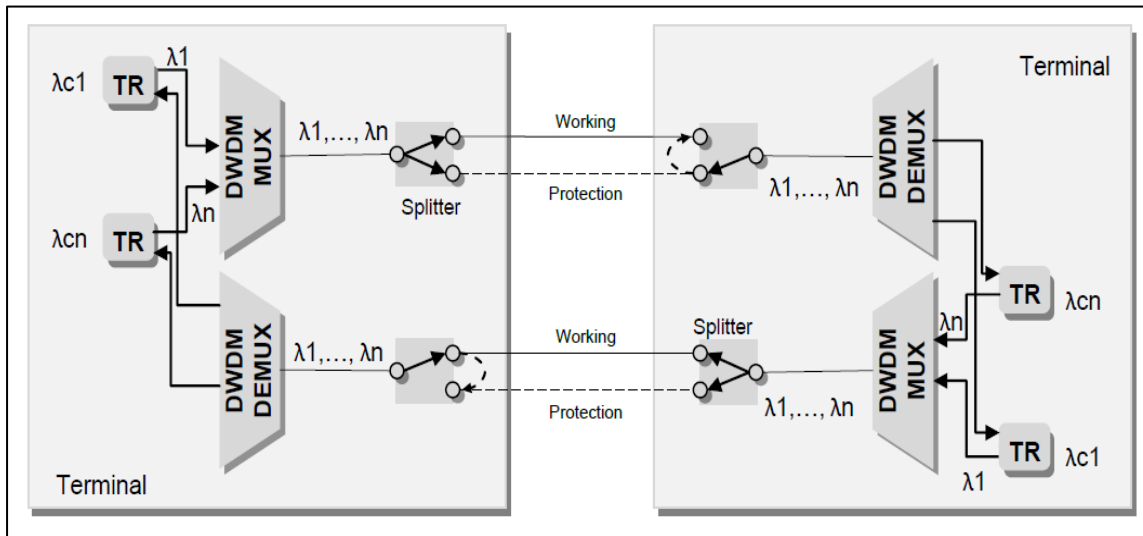 Terminal
λc1
TR
λ1
DWDM
MUX
λ1,…, λn
Splitter
λn
λcn
TR
DWDM
DEMUX
λ1,…, λn
Terminal
Working
Protection
Working
Protection
λ1,…, λn
DWDM
DEMUX
TR
λcn
Splitter
λ1,…, λn
DWDM
MUX
λn
TR
λc1
λ1